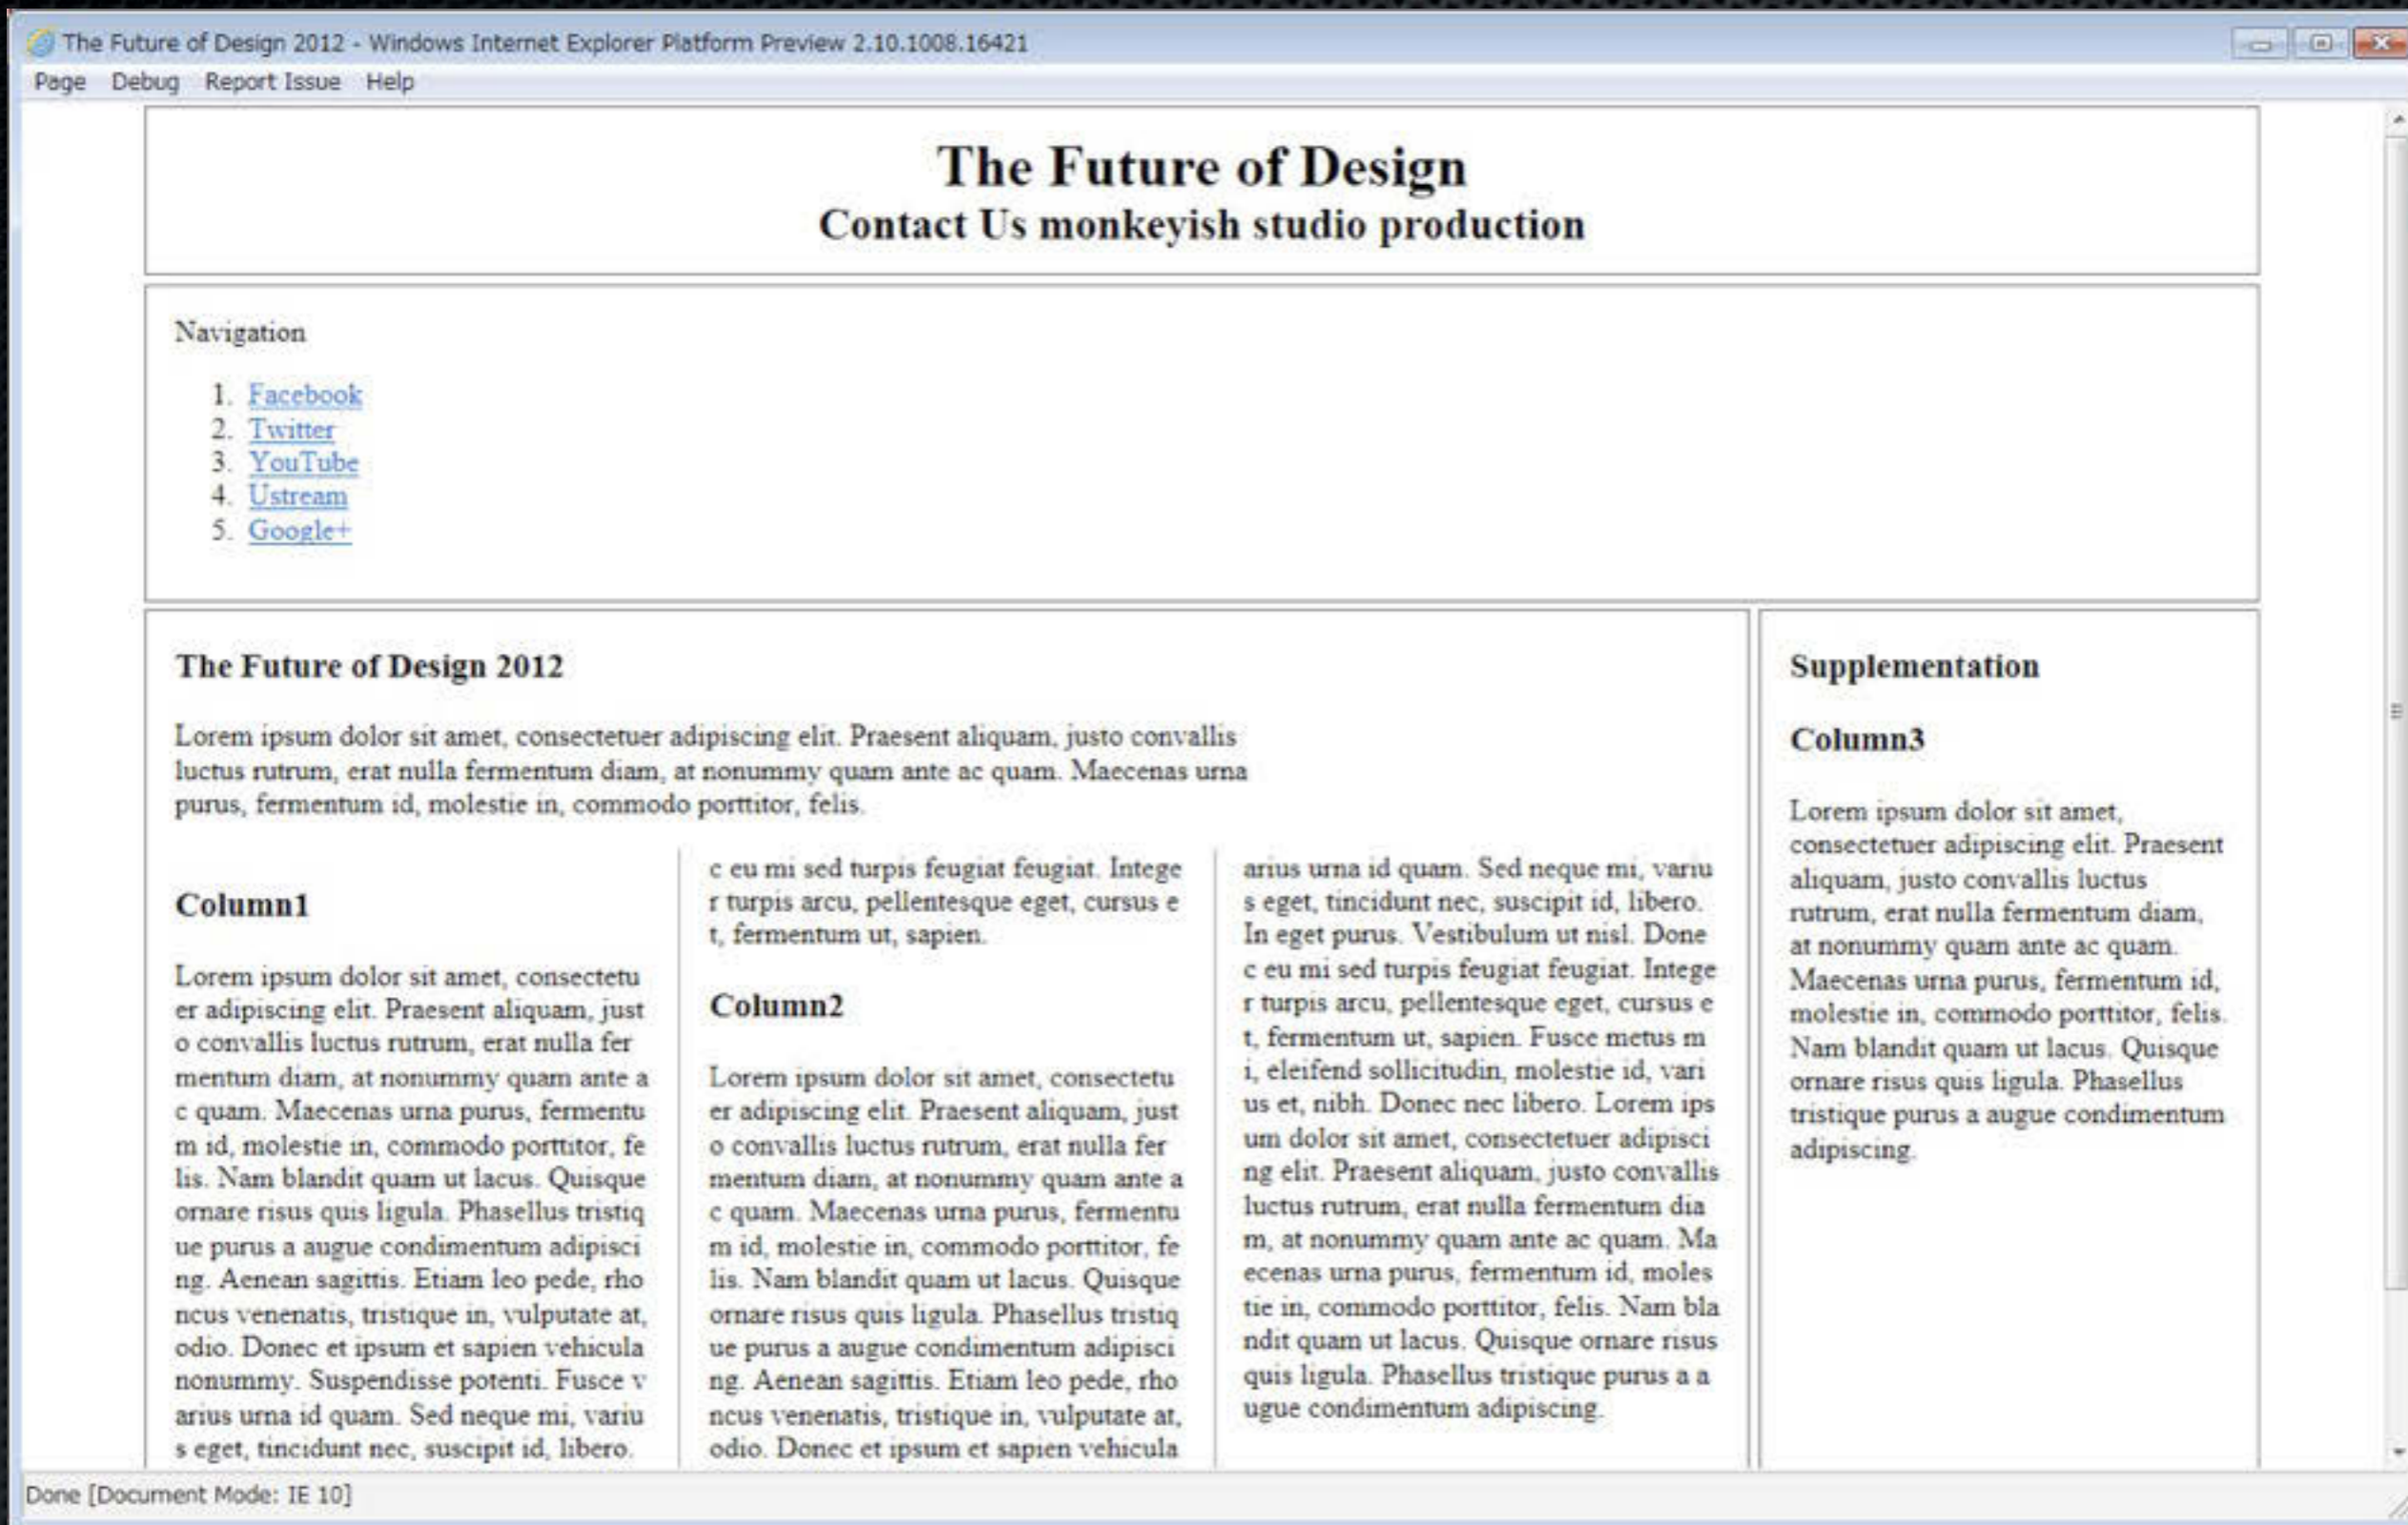 The Future of Design 2012 - Windows Internet Explorer Platform Preview 2.10.1008.16421
Page Debug Report Issue Help
The Future of Design
Contact Us monkeyish studio production
Navigation
1. Facebook
2. Twitter
3. YouTube
4. Ustream
5. Google+
The Future of Design 2012
Lorem ipsum dolor sit amet, consectetuer adipiscing elit. Praesent aliquam, justo convallis
luctus rutrum, erat nulla fermentum diam, at nonummy quam ante ac quam. Maecenas urna
purus, fermentum id, molestie in, commodo porttitor, felis.
Column1
Lorem ipsum dolor sit amet, consectetu
er adipiscing elit. Praesent aliquam, just
o convallis luctus rutrum, erat nulla fer
mentum diam, at nonummy quam ante a
c quam. Maecenas urna purus, fermentu
m id, molestie in, commodo porttitor, fe
lis. Nam blandit quam ut lacus. Quisque
ornare risus quis ligula. Phasellus tristiq
ue purus a augue condimentum adipisci
ng. Aenean sagittis. Etiam leo pede, rho
ncus venenatis, tristique in, vulputate at,
odio. Donec et ipsum et sapien vehicula
nonummy. Suspendisse potenti. Fusce v
arius urna id quam. Sed neque mi, variu
s eget, tincidunt nec, suscipit id, libero.
c eu mi sed turpis feugiat feugiat. Intege
r turpis arcu, pellentesque eget, cursus e
t, fermentum ut, sapien.
Column2
Lorem ipsum dolor sit amet, consectetu
er adipiscing elit. Praesent aliquam, just
o convallis luctus rutrum, erat nulla fer
mentum diam, at nonummy quam ante a
c quam. Maecenas urna purus, fermentu
m id, molestie in, commodo porttitor, fe
lis. Nam blandit quam ut lacus. Quisque
ornare risus quis ligula. Phasellus tristiq
ue purus a augue condimentum adipisci
ng. Aenean sagittis. Etiam leo pede, rho
ncus venenatis, tristique in, vulputate at,
odio. Donec et ipsum et sapien vehicula
arius urna id quam. Sed neque mi, variu
s eget, tincidunt nec, suscipit id, libero.
In eget purus. Vestibulum ut nisl. Done
c eu mi sed turpis feugiat feugiat. Intege
r turpis arcu, pellentesque eget, cursus e
t, fermentum ut, sapien. Fusce metus m
i, eleifend sollicitudin, molestie id, vari
us et, nibh. Donec nec libero. Lorem ips
um dolor sit amet, consectetuer adipisci
ng elit. Praesent aliquam, justo convallis
luctus rutrum, erat nulla fermentum dia
m, at nonummy quam ante ac quam. Ma
ecenas urna purus, fermentum id, moles
tie in, commodo porttitor, felis. Nam bla
ndit quam ut lacus. Quisque ornare risus
quis ligula. Phasellus tristique purus a a
ugue condimentum adipiscing.
Supplementation
Column3
Lorem ipsum dolor sit amet,
consectetuer adipiscing elit. Praesent
aliquam, justo convallis luctus
rutrum, erat nulla fermentum diam,
at nonummy quam ante ac quam.
Maecenas urna purus, fermentum id,
molestie in, commodo porttitor, felis.
Nam blandit quam ut lacus. Quisque
ornare risus quis ligula. Phasellus
tristique purus a augue condimentum
adipiscing.
Done [Document Mode: IE 10]